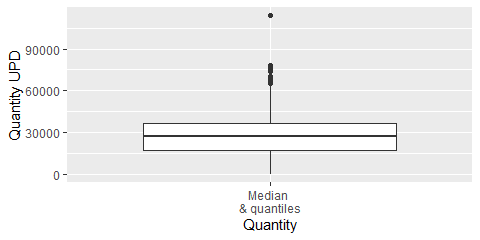 Quantity UPD
90000
60000
30000
0
Median
& quantiles
Quantity